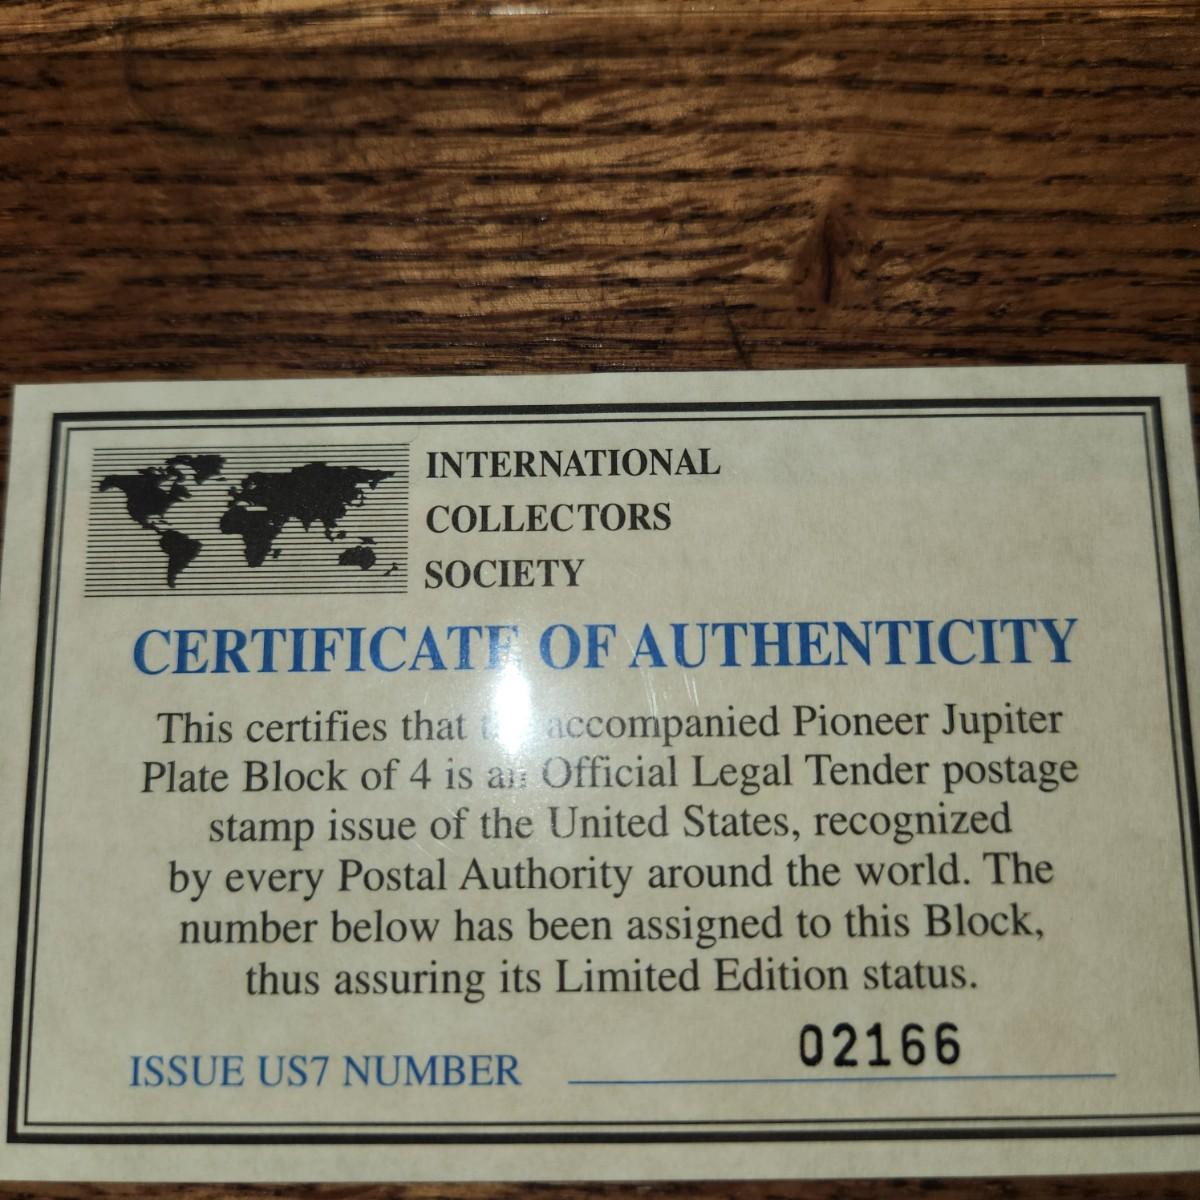 INTERNATIONAL
COLLECTORS
SOCIETY
CERTIFICATE OF AUTHENTICITY
This certifies that accompanied Pioneer Jupiter
Plate Block of 4 is an Official Legal Tender postage
stamp issue of the United States, recognized
by every Postal Authority around the world. The
number below has been assigned to this Block,
thus assuring its Limited Edition status.
ISSUE US7 NUMBER 02166